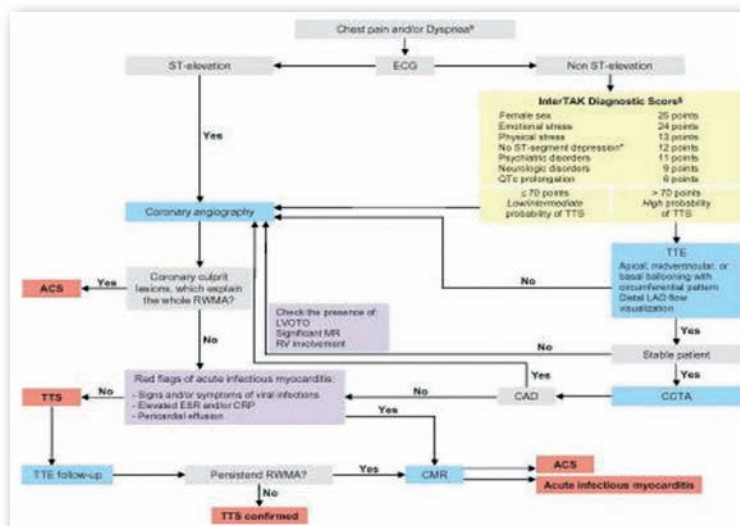 Chest pain and/or Dyspnea
ST-elevation
ECG
Non ST-elevation
InterTAK Diagnostic Score
Female sex 25 points
Emotional stress 24 points
Physical stress 13 points
No ST-segment depression* 12 points
Psychiatric disorders 11 points
Neurologic disorders 9 points
QTc prolongation 6 points
Yes
≤ 70 points
Low/intermediate
probability of TTS
> 70 points
High probability
of TTS
Coronary angiography
TTE
Apical, midventricular, or
basal ballooning with
circumferential pattern
Distal LAD flow
visualization
No
ACS
Yes
Coronary culprit
lesions, which explain
the whole RWMA?
Check the presence of:
LVOTO
Significant MR
RV involvement
Yes
No
No
Stable patient
Yes
Red flags of acute infectious myocarditis:
- Signs and/or symptoms of viral infections
- Elevated ESR and/or CRP
- Pericardial effusion
TTS
No
No
Yes
CAD
CCTA
Yes
TTE follow-up
Persistend RWMA?
Yes
CMR
ACS
Acute infectious myocarditis
No
TTS confirmed